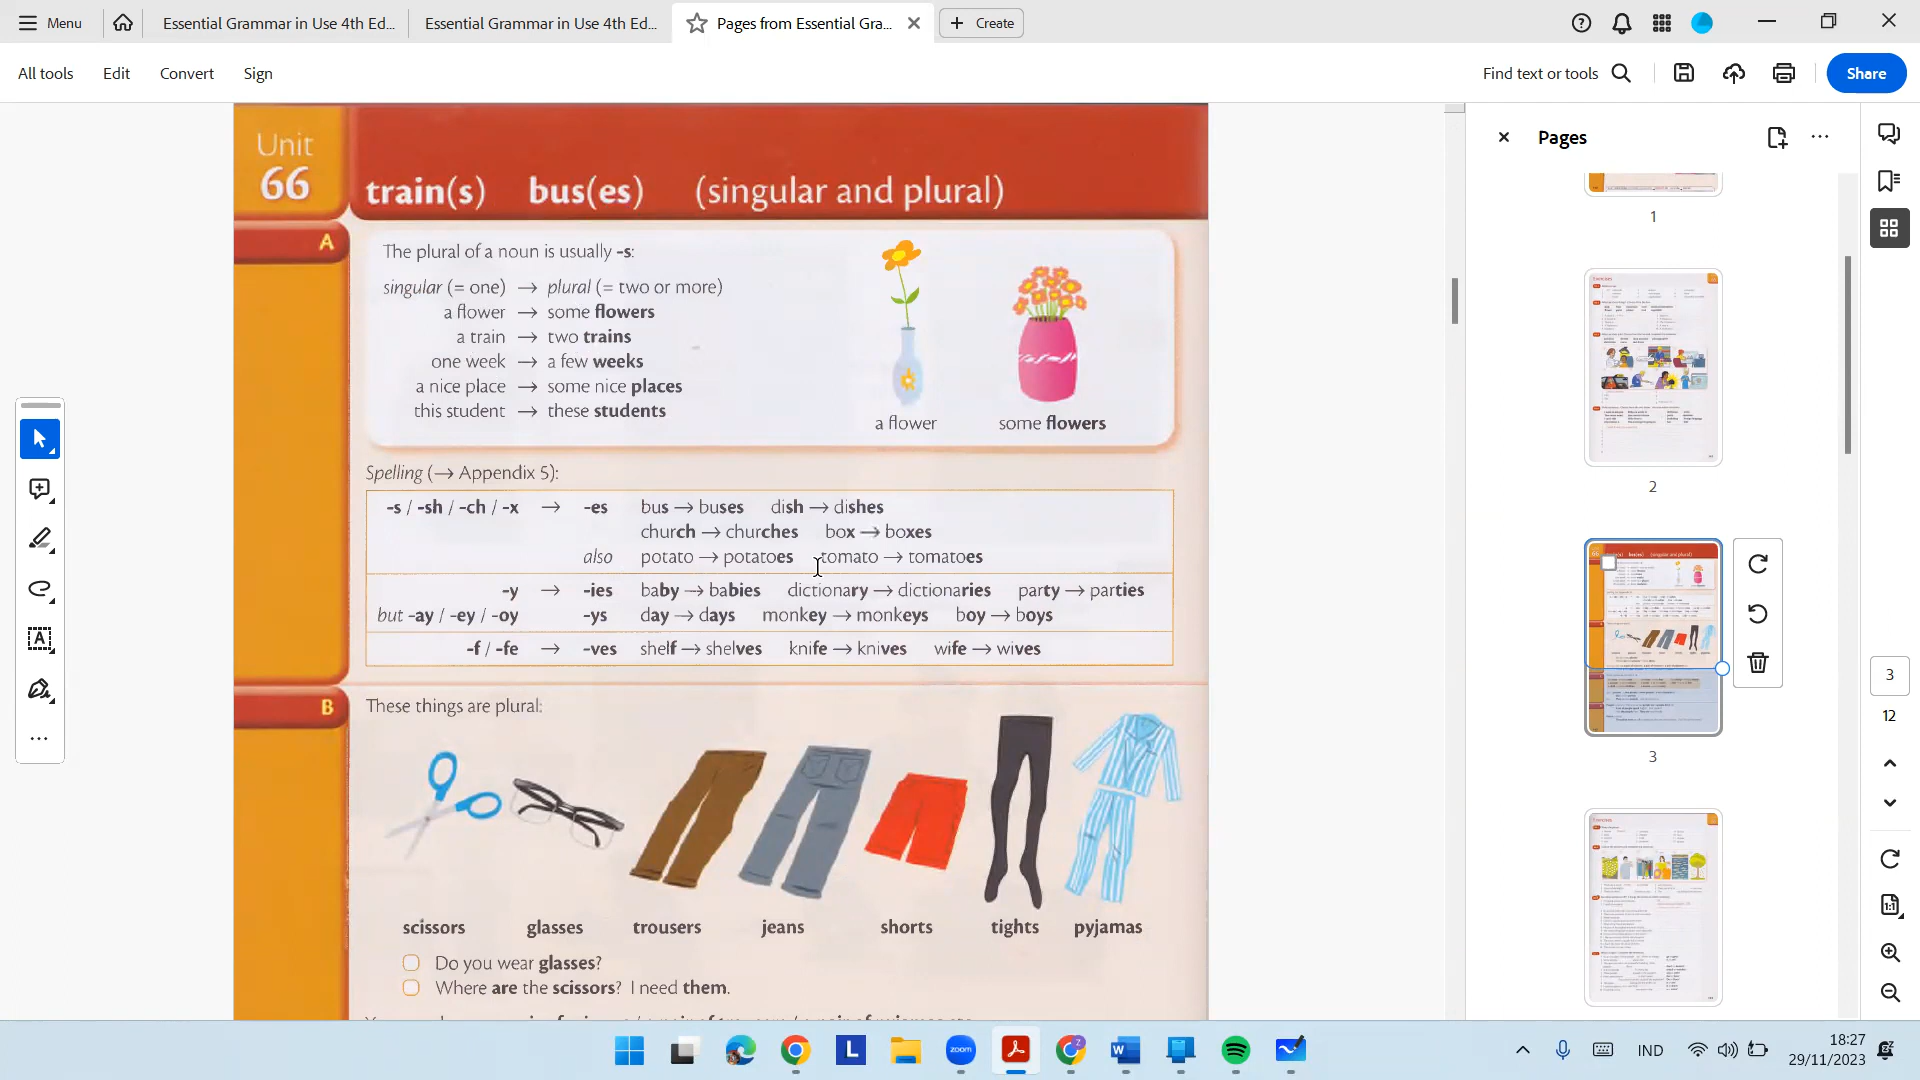 Menu
Essential Grammar in Use 4th Ed...
Essential Grammar in Use 4th Ed...
Pages from Essential Gra...
Create
All tools
Edit
Convert
Sign
Find text or tools
Share
Unit
66
train(s) bus(es) (singular and plural)
A
The plural of a noun is usually -s:
singular (= one) → plural (= two or more)
a flower → some flowers
a train → two trains
one week → a few weeks
a nice place → some nice places
this student → these students
a flower
some flowers
Spelling (→ Appendix 5):
-s / -sh / -ch / -x → -es bus → buses dish → dishes
church → churches box → boxes
also potato → potatoes tomato → tomatoes
-y → -ies baby → babies dictionary → dictionaries party → parties
but -ay / -ey / -oy -ys day → days monkey → monkeys boy → boys
-f / -fe → -ves shelf → shelves knife → knives wife → wives
B
These things are plural:
scissors glasses trousers jeans shorts tights pyjamas
Do you wear glasses?
Where are the scissors? I need them.
Pages
1
2
3
3
12
1:1
L
zoom
W
IND
18:27
29/11/2023